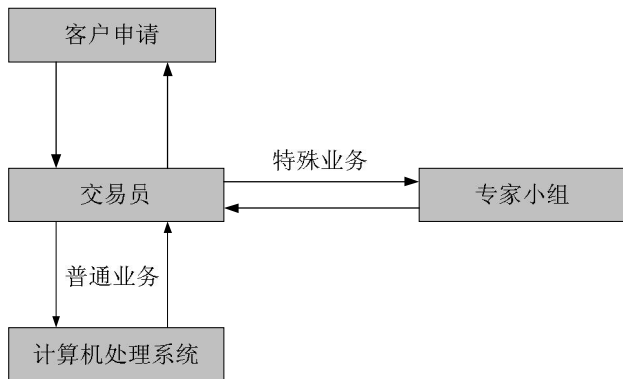 客户申请
特殊业务
交易员
专家小组
普通业务
计算机处理系统